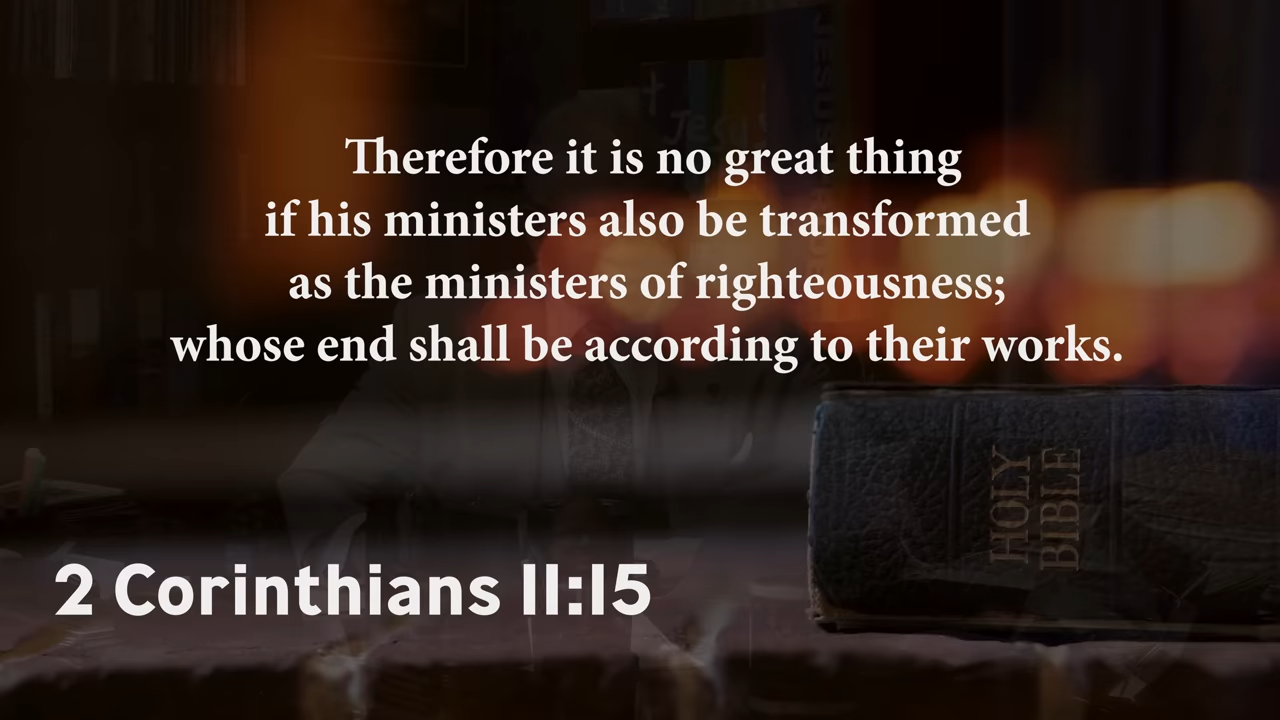 Therefore it is no great thing
if his ministers also be transformed
as the ministers of righteousness;
whose end shall be according to their works.
HOLY
BIBLE
2 Corinthians 11:15
Jesus